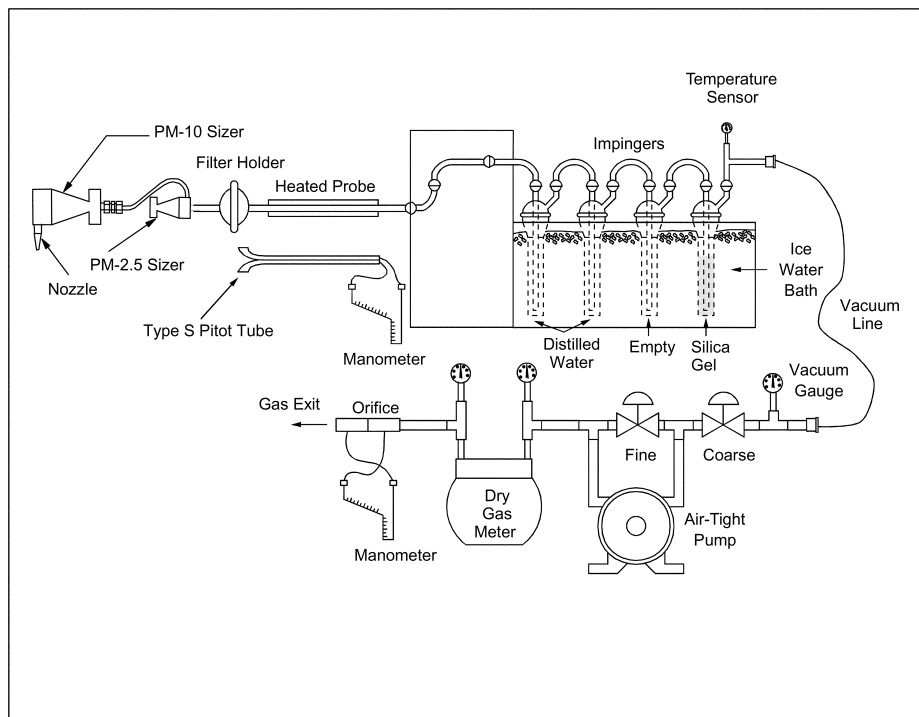 Temperature
Sensor
PM-10 Sizer
Impingers
Filter Holder
Heated Probe
PM-2.5 Sizer
Nozzle
Ice
Water
Bath
Type S Pitot Tube
Vacuum
Line
Distilled
Water
Empty
Silica
Gel
Manometer
Vacuum
Gauge
Gas Exit
Orifice
Fine
Coarse
Dry
Gas
Meter
Air-Tight
Pump
Manometer